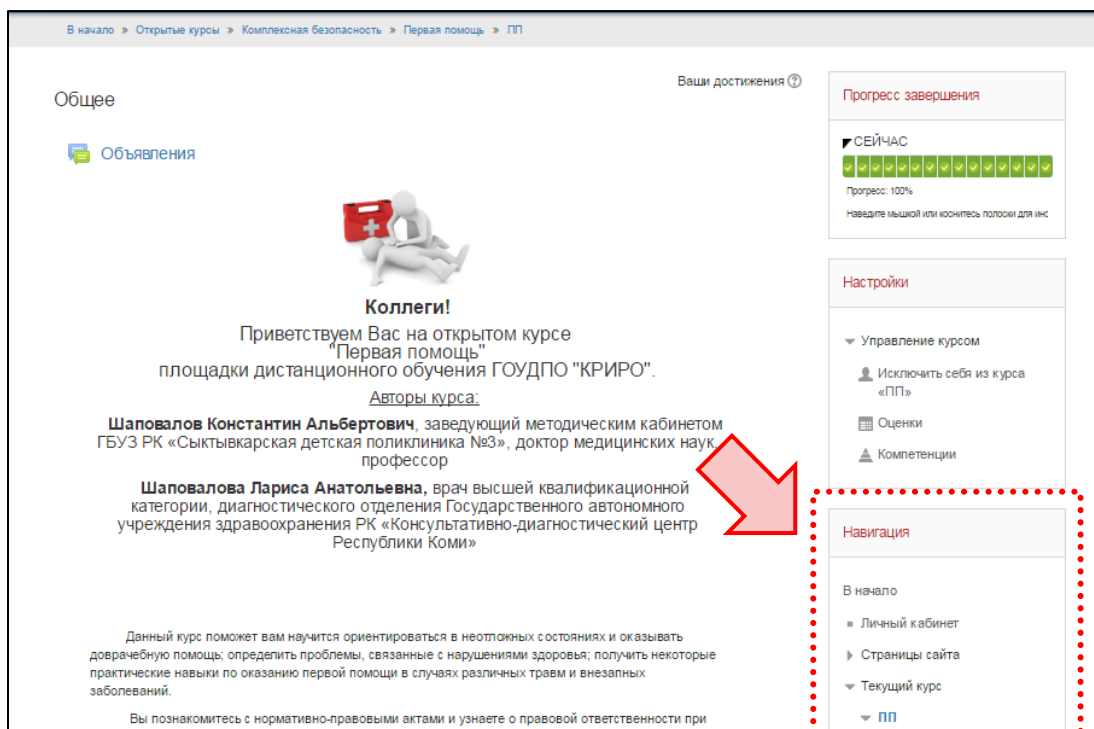 В начало » Открытые курсы » Комплексная безопасность » Первая помощь » ПП
Ваши достижения
Общее
Объявления
Коллеги!
Приветствуем Вас на открытом курсе
"Первая помощь"
площадки дистанционного обучения ГОУДПО "КРИРО".
Авторы курса:
Шаповалов Константин Альбертович, заведующий методическим кабинетом
ГБУЗ РК «Сыктывкарская детская поликлиника №3», доктор медицинских наук,
профессор
Шаповалова Лариса Анатольевна, врач высшей квалификационной
категории, диагностического отделения Государственного автономного
учреждения здравоохранения РК «Консультативно-диагностический центр
Республики Коми»
Данный курс поможет вам научится ориентироваться в неотложных состояниях и оказывать
доврачебную помощь; определить проблемы, связанные с нарушениями здоровья; получить некоторые
практические навыки по оказанию первой помощи в случаях различных травм и внезапных
заболеваний.
Вы познакомитесь с нормативно-правовыми актами и узнаете о правовой ответственности при
Прогресс завершения
СЕЙЧАС
Прогресс: 100%
Наведите мышкой или коснитесь полоски для инс
Настройки
Управление курсом
Исключить себя из курса
«ПП»
Оценки
Компетенции
Навигация
В начало
Личный кабинет
Страницы сайта
Текущий курс
ПП